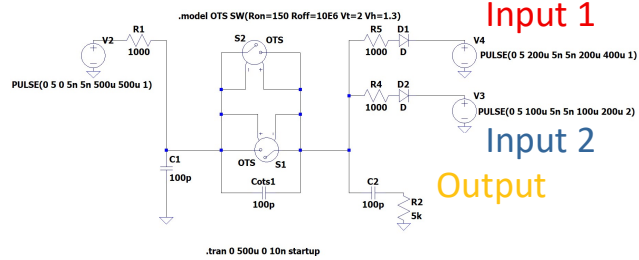 .model OTS SW(Ron=150 Roff=10E6 Vt=2 Vh=1.3)
Input 1
V2
R1
1000
PULSE(0 5 0 5n 5n 500u 500u 1)
S2
OTS
R5
1000
D1
D
V4
PULSE(0 5 200u 5n 5n 200u 400u 1)
R4
1000
D2
D
V3
PULSE(0 5 100u 5n 5n 100u 200u 2)
Input 2
OTS
S1
C1
100p
Cots1
100p
C2
100p
Output
R2
5k
.tran 0 500u 0 10n startup